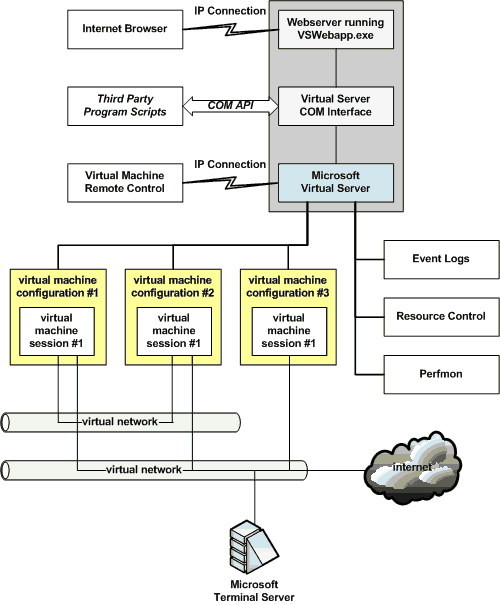 IP Connection
Internet Browser
Webserver running
VSWebapp.exe
Third Party
Program Scripts
COM API
Virtual Server
COM Interface
IP Connection
Virtual Machine
Remote Control
Microsoft
Virtual Server
Event Logs
Resource Control
Perfmon
virtual machine
configuration #1
virtual
machine
session #1
virtual machine
configuration #2
virtual
machine
session #1
virtual machine
configuration #3
virtual
machine
session #1
virtual network
virtual network
internet
Microsoft
Terminal Server